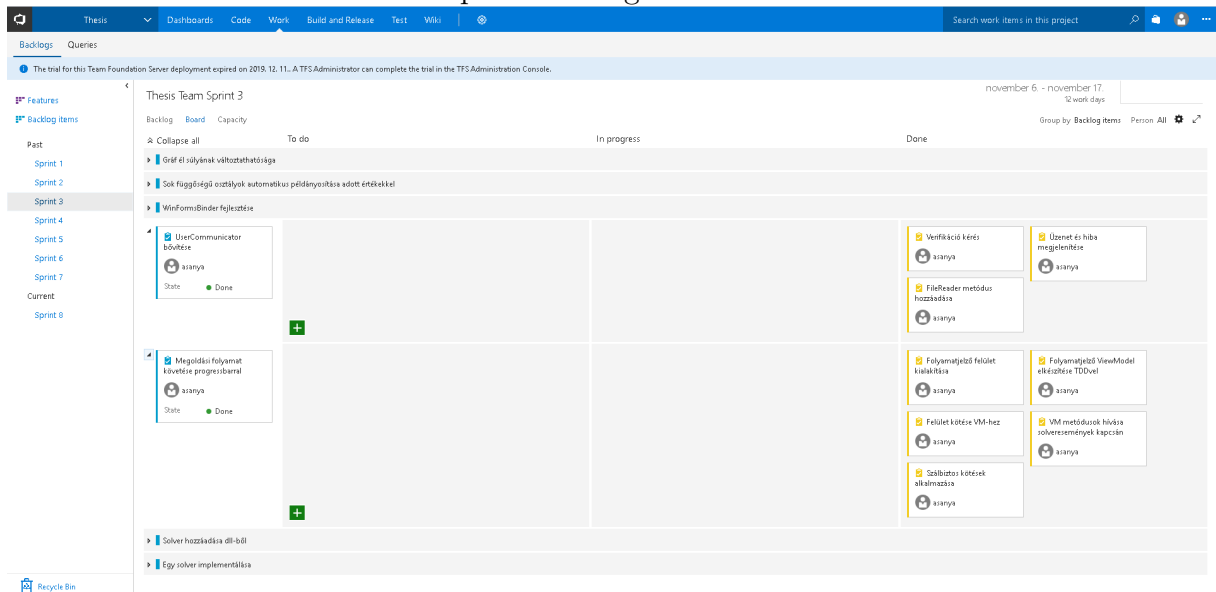 Thesis
Dashboards Code Work Build and Release Test Wiki
Search work items in this project
Backlogs Queries
The trial for this Team Foundation Server deployment expired on 2019. 12. 11.. A TFS Administrator can complete the trial in the TFS Administration Console.
Features
Backlog items
Past
Sprint 1
Sprint 2
Sprint 3
Sprint 4
Sprint 5
Sprint 6
Sprint 7
Current
Sprint 8
Recycle Bin
Thesis Team Sprint 3
november 6. - november 17.
12 work days
Backlog Board Capacity
Group by Backlog items Person All
Collapse all
To do
In progress
Done
Gráf él súlyának változtathatósága
Sok függőségű osztályok automatikus példányosítása adott értékekkel
WinFormsBinder fejlesztése
UserCommunicator
bővítése
asanya
State Done
Verifikáció kérés
asanya
Üzenet és hiba
megjelenítése
asanya
FileReader metódus
hozzáadása
asanya
Megoldási folyamat
követése progressbarral
asanya
State Done
Folyamatjelző felület
kialakítása
asanya
Folyamatjelző ViewModel
elkészítése TDDvel
asanya
Felület kötése VM-hez
asanya
VM metódusok hívása
solveresemények kapcsán
asanya
Szálbiztos kötések
alkalmazása
asanya
Solver hozzáadása dll-ből
Egy solver implementálása